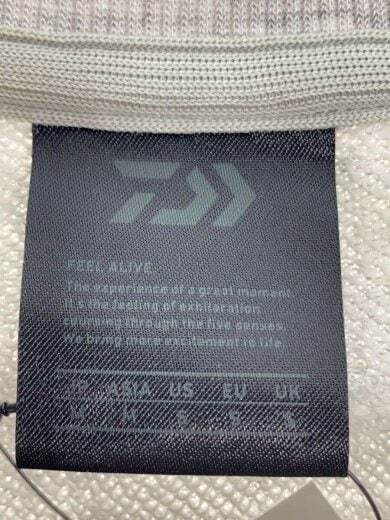 FEEL ALIVE
The experience of a great moment.
It is the feeling of exhilaration
coursing through the five senses.
We bring more excitement to life.
JP ASIA US EU UK
M M S S S